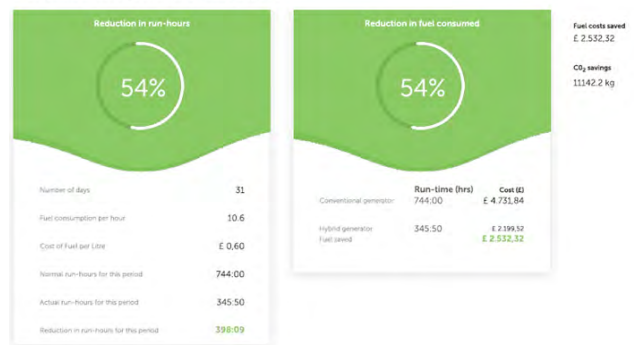 Reduction in run-hours
54%
Number of days 31
Fuel consumption per hour 10.6
Cost of Fuel per Litre £ 0,60
Normal run-hours for this period 744:00
Actual run-hours for this period 345:50
Reduction in run-hours for this period 398:09
Reduction in fuel consumed
54%
Run-time (hrs) Cost (£)
Conventional generator 744:00 £ 4.731,84
Hybrid generator 345:50 £ 2.199,52
Fuel saved £ 2.532,32
Fuel costs saved
£ 2.532,32
CO₂ savings
11142.2 kg